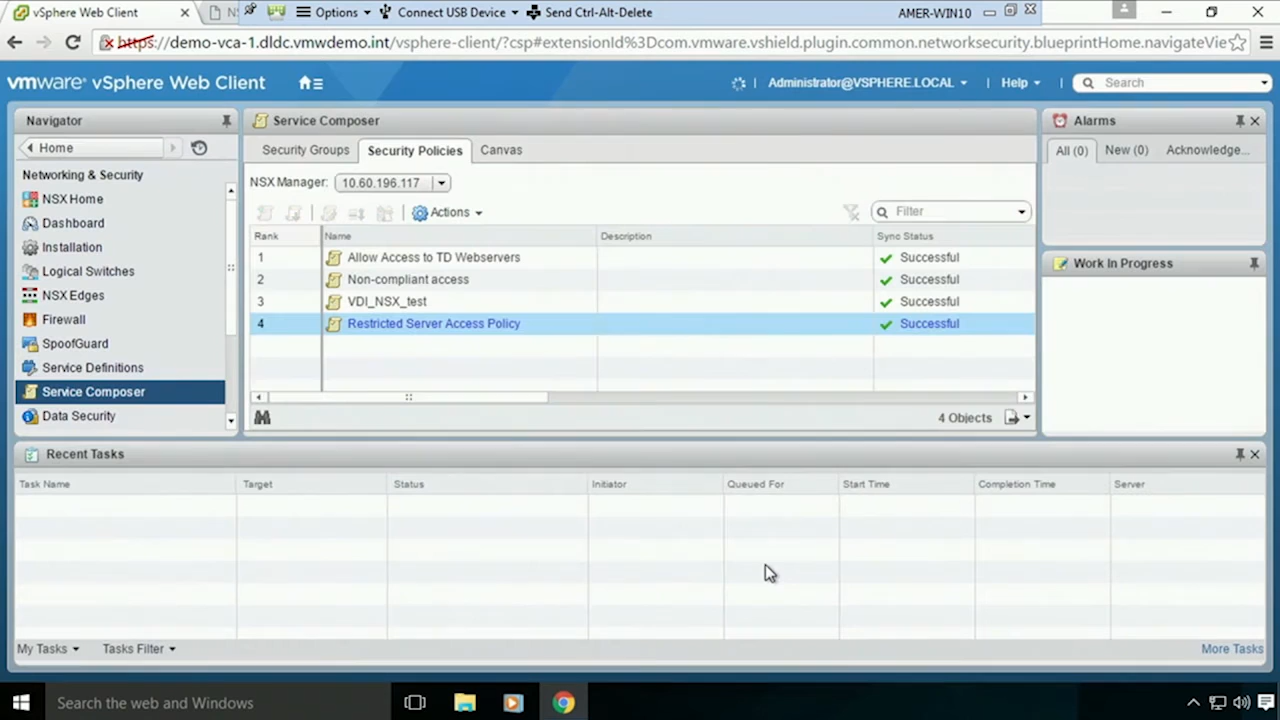 vSphere Web Client
Options
Connect USB Device
Send Ctrl-Alt-Delete
AMER-WIN10
https://demo-vca-1.dldc.vmwdemo.int/vsphere-client/?csp#extensionId%3Dcom.vmware.vshield.plugin.common.networksecurity.blueprintHome.navigateVie
vmware® vSphere Web Client
Administrator@VSPHERE.LOCAL
Help
Search
Navigator
Home
Networking & Security
NSX Home
Dashboard
Installation
Logical Switches
NSX Edges
Firewall
SpoofGuard
Service Definitions
Service Composer
Data Security
Service Composer
Security Groups
Security Policies
Canvas
NSX Manager: 10.60.196.117
Actions
Filter
Rank Name Description Sync Status
1 Allow Access to TD Webservers Successful
2 Non-compliant access Successful
3 VDI_NSX_test Successful
4 Restricted Server Access Policy Successful
4 Objects
Alarms
All (0) New (0) Acknowledge...
Work In Progress
Recent Tasks
Task Name Target Status Initiator Queued For Start Time Completion Time Server
My Tasks Tasks Filter More Tasks
Search the web and Windows